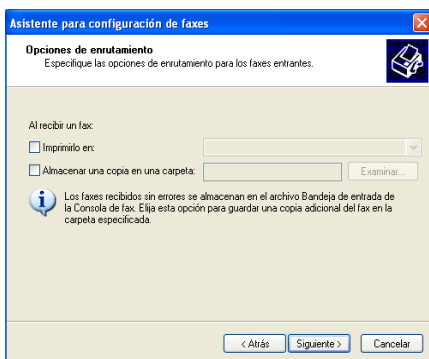 Asistente para configuración de faxes
Opciones de enrutamiento
Especifique las opciones de enrutamiento para los faxes entrantes.
Al recibir un fax:
Imprimirlo en:
Almacenar una copia en una carpeta:
Examinar...
Los faxes recibidos sin errores se almacenan en el archivo Bandeja de entrada de
la Consola de fax. Elija esta opción para guardar una copia adicional del fax en la
carpeta especificada.
< Atrás
Siguiente >
Cancelar